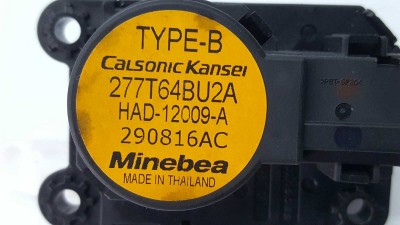 TYPE-B
CALSONIC KANSEI
277T64BU2A
HAD-12009-A
290816AC
Minebea
MADE IN THAILAND